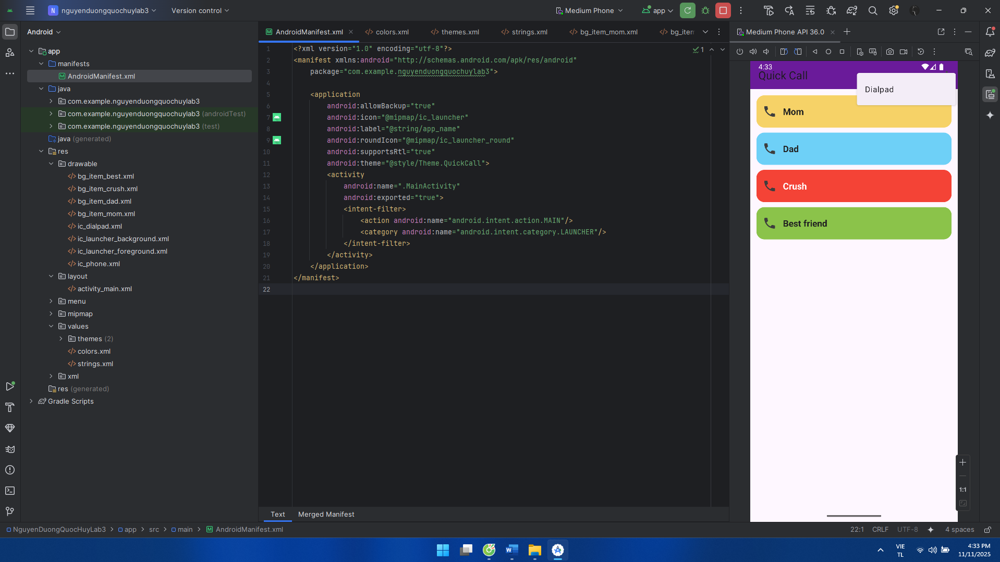 N nguyenduongquochuylab3
Version control
Medium Phone
app
Android
AndroidManifest.xml
colors.xml
themes.xml
strings.xml
bg_item_mom.xml
bg_item
Medium Phone API 36.0
app
manifests
AndroidManifest.xml
java
com.example.nguyenduongquochuylab3
com.example.nguyenduongquochuylab3 (androidTest)
com.example.nguyenduongquochuylab3 (test)
java (generated)
res
drawable
bg_item_best.xml
bg_item_crush.xml
bg_item_dad.xml
bg_item_mom.xml
ic_dialpad.xml
ic_launcher_background.xml
ic_launcher_foreground.xml
ic_phone.xml
layout
activity_main.xml
menu
mipmap
values
themes (2)
colors.xml
strings.xml
xml
res (generated)
Gradle Scripts
1 <?xml version="1.0" encoding="utf-8"?>
2 <manifest xmlns:android="http://schemas.android.com/apk/res/android"
3 package="com.example.nguyenduongquochuylab3">
4
5 <application
6 android:allowBackup="true"
7 android:icon="@mipmap/ic_launcher"
8 android:label="@string/app_name"
9 android:roundIcon="@mipmap/ic_launcher_round"
10 android:supportsRtl="true"
11 android:theme="@style/Theme.QuickCall">
12 <activity
13 android:name=".MainActivity"
14 android:exported="true">
15 <intent-filter>
16 <action android:name="android.intent.action.MAIN"/>
17 <category android:name="android.intent.category.LAUNCHER"/>
18 </intent-filter>
19 </activity>
20 </application>
21 </manifest>
22
1
Text
Merged Manifest
4:33
Quick Call
Dialpad
Mom
Dad
Crush
Best friend
1:1
NguyenDuongQuocHuyLab3 > app > src > main > AndroidManifest.xml
22:1
CRLF
UTF-8
4 spaces
VIE
TL
4:33 PM
11/11/2025